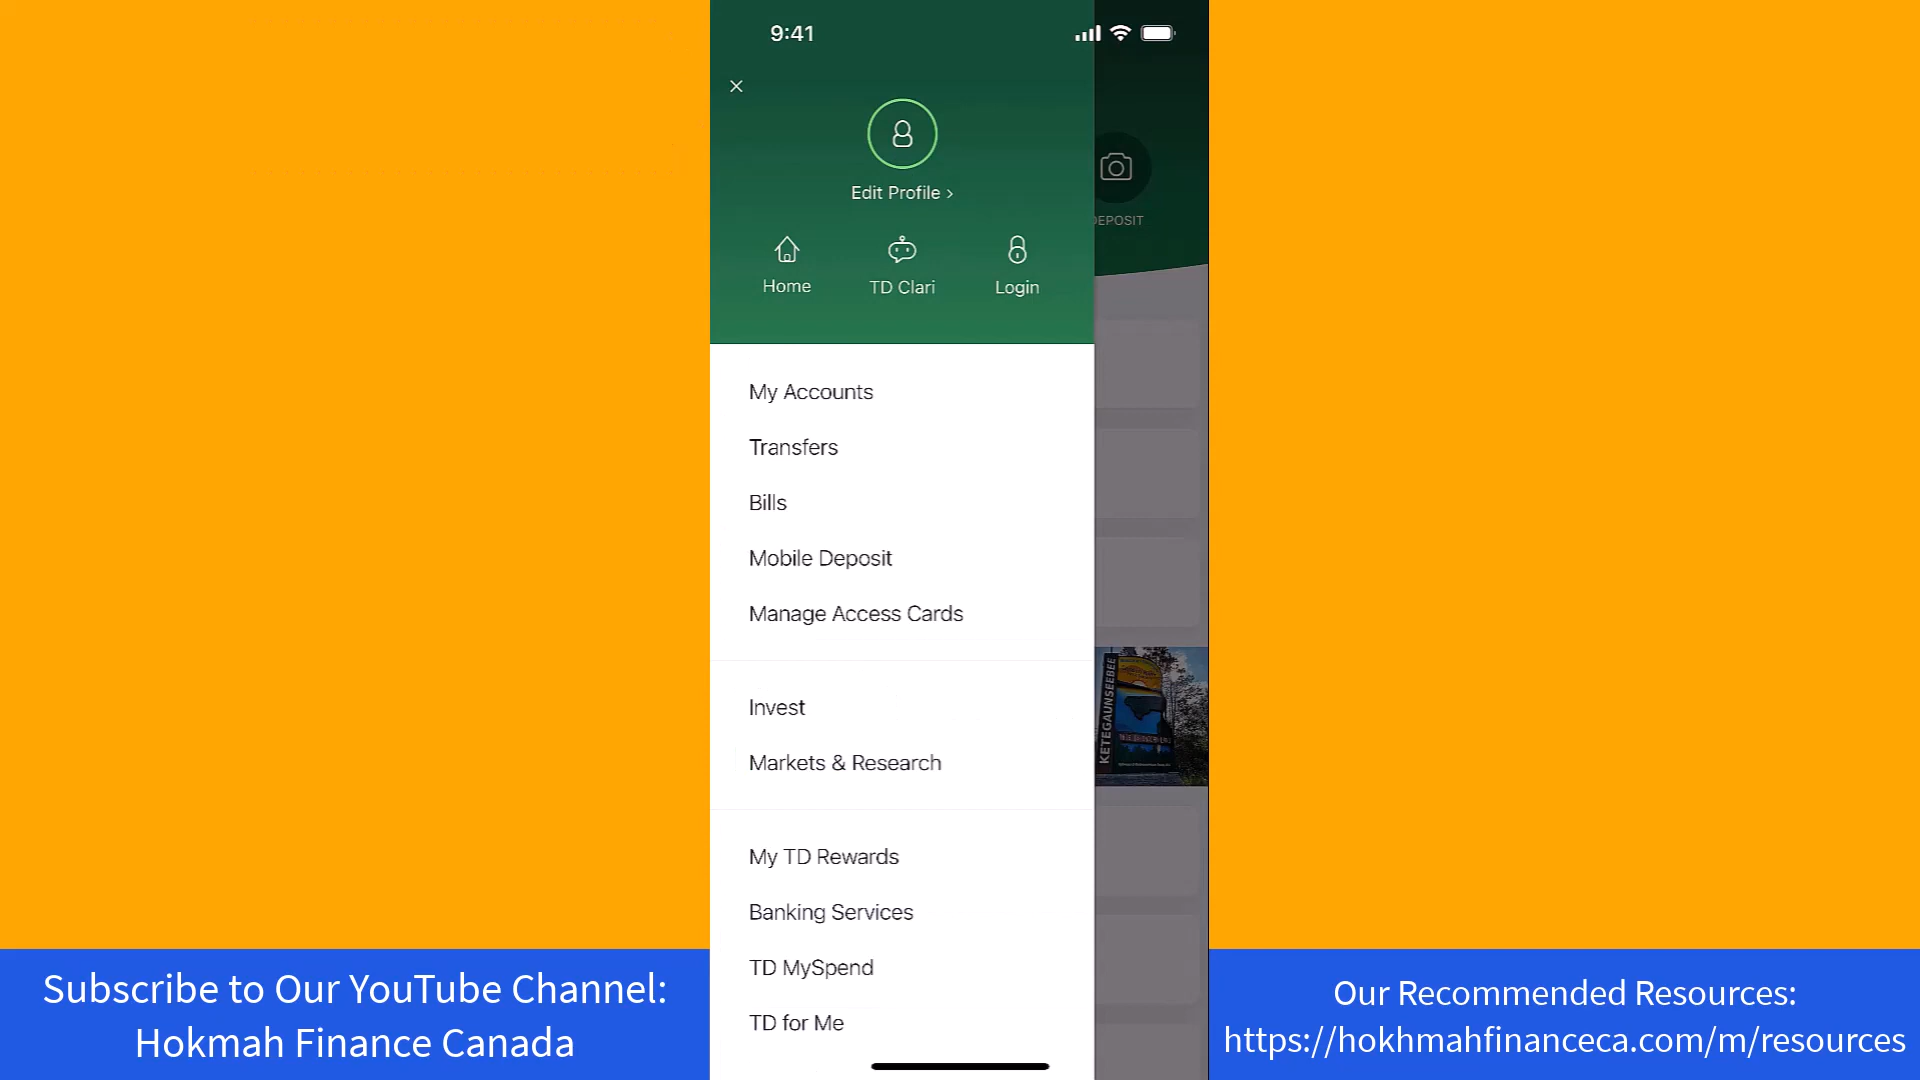 9:41
Edit Profile >
Home
TD Clari
Login
DEPOSIT
My Accounts
Transfers
Bills
Mobile Deposit
Manage Access Cards
Invest
Markets & Research
KETEGAUNSEEBEE
My TD Rewards
Banking Services
TD MySpend
TD for Me
Subscribe to Our YouTube Channel:
Hokmah Finance Canada
Our Recommended Resources:
https://hokhmahfinanceca.com/m/resources